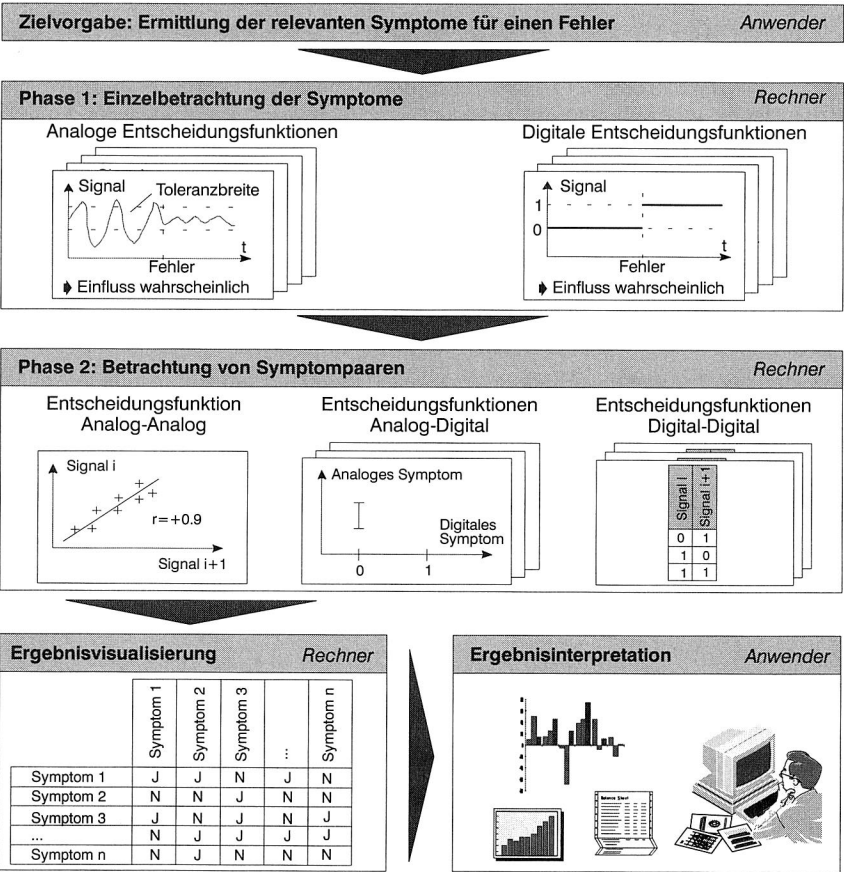 Zielvorgabe: Ermittlung der relevanten Symptome für einen Fehler Anwender
Phase 1: Einzelbetrachtung der Symptome Rechner
Analoge Entscheidungsfunktionen
Signal
Toleranzbreite
t
Fehler
Einfluss wahrscheinlich
Digitale Entscheidungsfunktionen
Signal
1
0
t
Fehler
Einfluss wahrscheinlich
Phase 2: Betrachtung von Symptompaaren Rechner
Entscheidungsfunktion
Analog-Analog
Signal i
r=+0.9
Signal i+1
Entscheidungsfunktionen
Analog-Digital
Analoges Symptom
Digitales
Symptom
0 1
Entscheidungsfunktionen
Digital-Digital
Signal i Signal i+1
0 1
1 0
1 1
Ergebnisvisualisierung Rechner
Symptom 1 Symptom 2 Symptom 3 ... Symptom n
Symptom 1 J J N J N
Symptom 2 N N J N N
Symptom 3 J N J N J
... N J J J J
Symptom n N J N N N
Ergebnisinterpretation Anwender
Balance Sheet